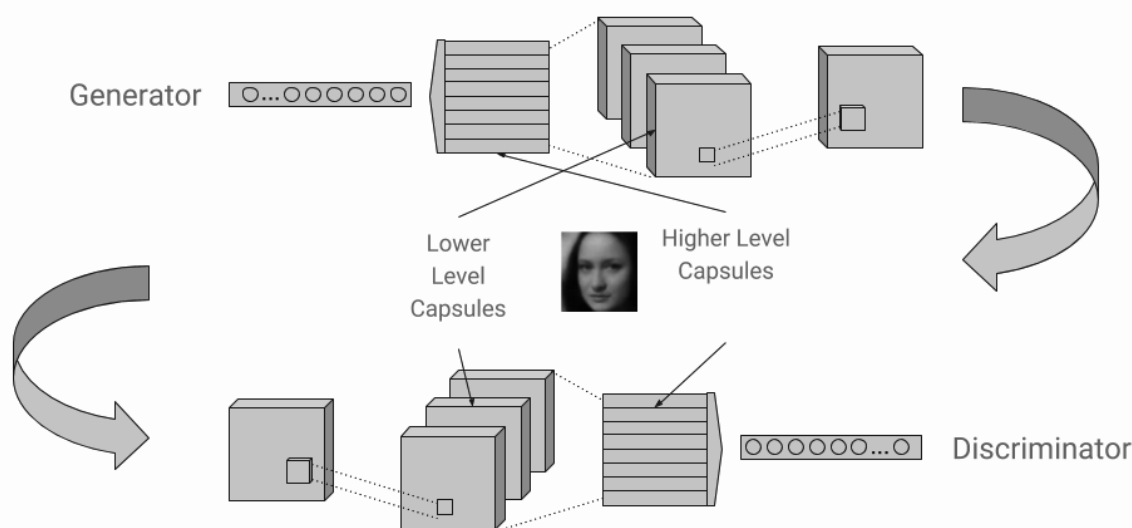 Generator
Lower
Level
Capsules
Higher Level
Capsules
Discriminator